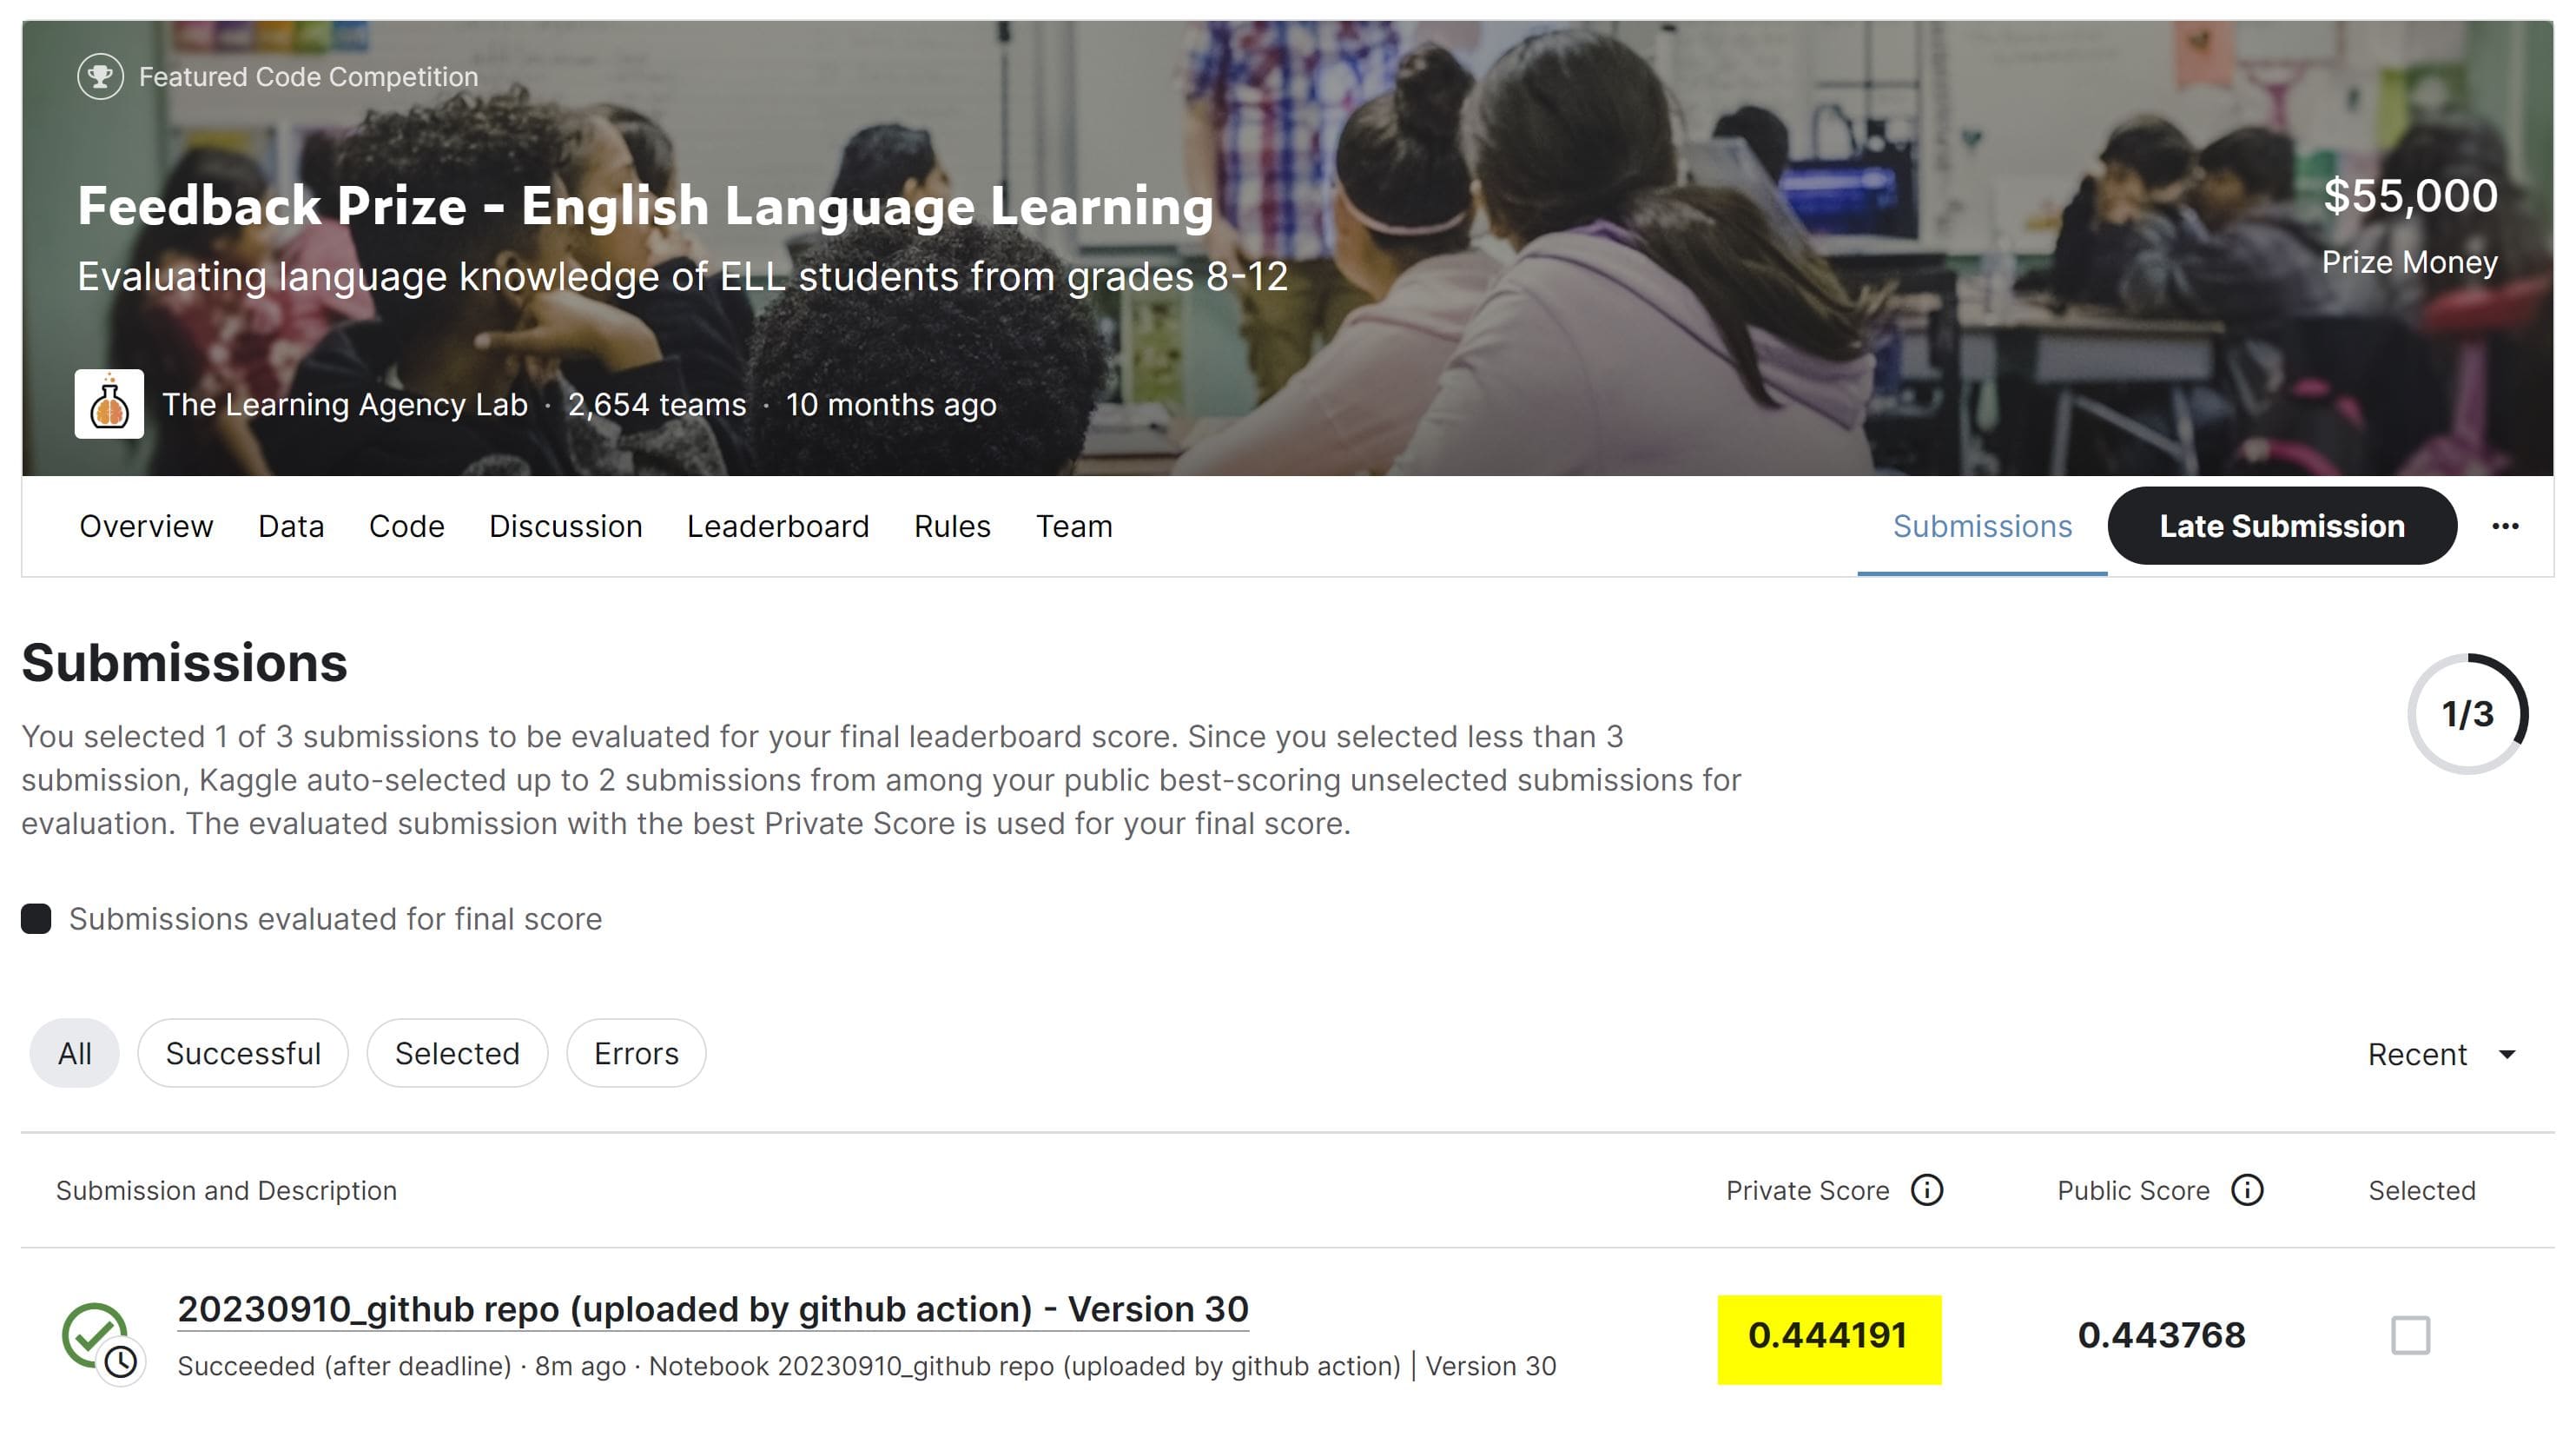 Featured Code Competition
Feedback Prize - English Language Learning
$55,000
Evaluating language knowledge of ELL students from grades 8-12
Prize Money
The Learning Agency Lab · 2,654 teams · 10 months ago
Overview Data Code Discussion Leaderboard Rules Team Submissions Late Submission ...
Submissions
You selected 1 of 3 submissions to be evaluated for your final leaderboard score. Since you selected less than 3
submission, Kaggle auto-selected up to 2 submissions from among your public best-scoring unselected submissions for
evaluation. The evaluated submission with the best Private Score is used for your final score.
1/3
Submissions evaluated for final score
All Successful Selected Errors Recent
Submission and Description Private Score Public Score Selected
20230910_github repo (uploaded by github action) - Version 30
Succeeded (after deadline) · 8m ago · Notebook 20230910_github repo (uploaded by github action) | Version 30
0.444191 0.443768